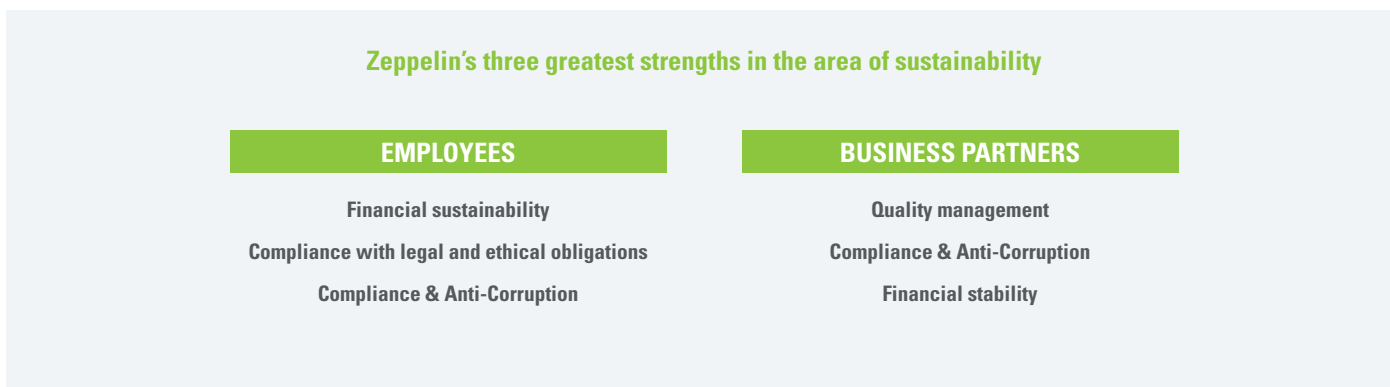 Zeppelin’s three greatest strengths in the area of sustainability
EMPLOYEES
Financial sustainability
Compliance with legal and ethical obligations
Compliance & Anti-Corruption
BUSINESS PARTNERS
Quality management
Compliance & Anti-Corruption
Financial stability